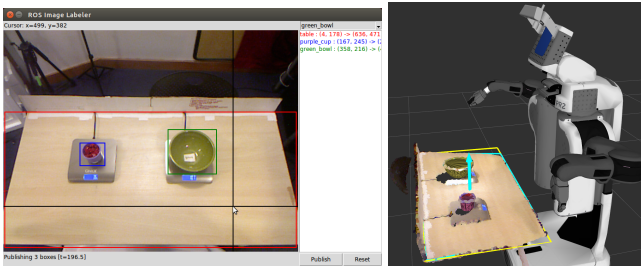 ROS Image Labeler
Cursor: x=499, y=382
green_bowl
table : (4, 178) -> (636, 471
purple_cup : (167, 245) -> (2
green_bowl : (358, 216) -> (4
Publishing 3 boxes [t=196.5]
Publish
Reset